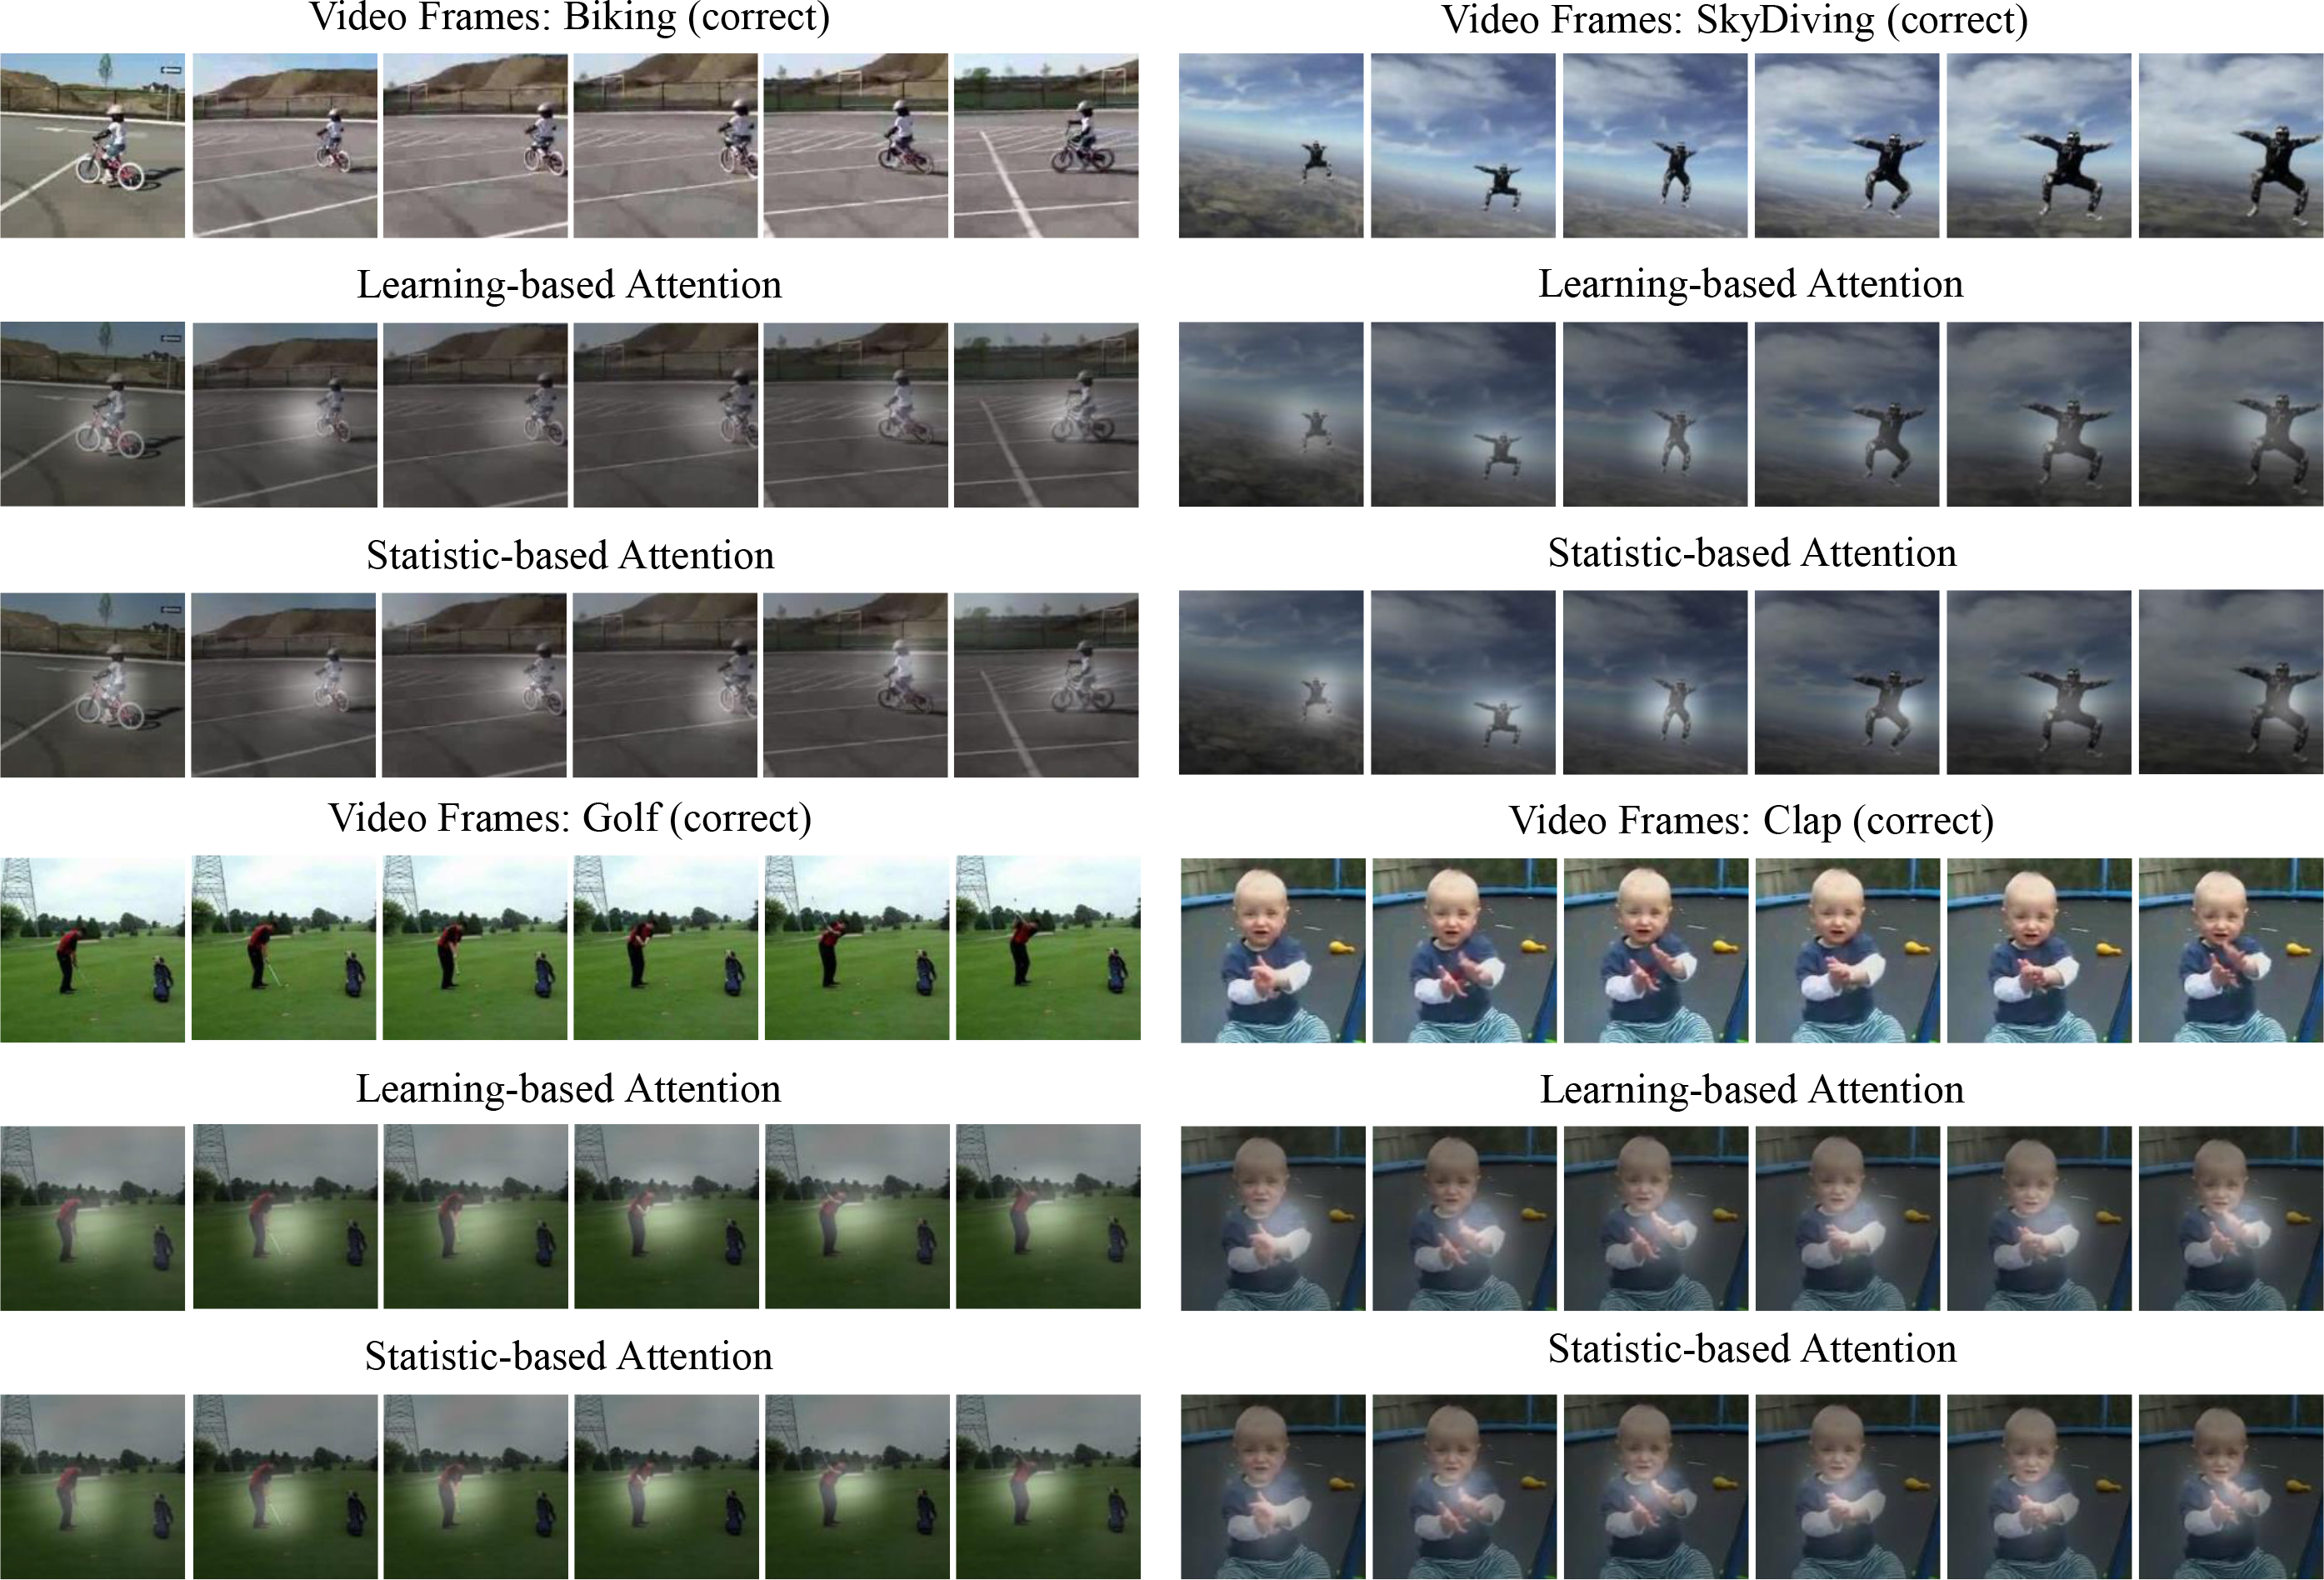 Video Frames: Biking (correct)
Learning-based Attention
Statistic-based Attention
Video Frames: SkyDiving (correct)
Learning-based Attention
Statistic-based Attention
Video Frames: Golf (correct)
Learning-based Attention
Statistic-based Attention
Video Frames: Clap (correct)
Learning-based Attention
Statistic-based Attention